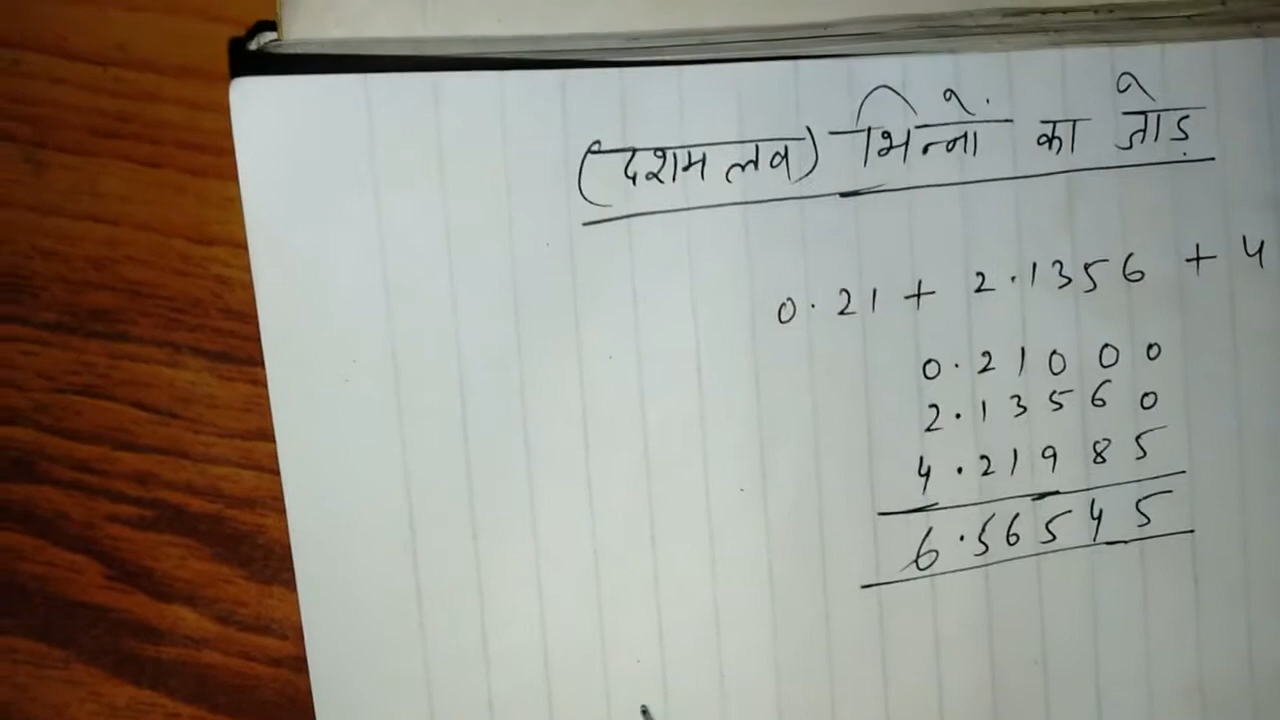 (दशमलव) भिन्नों का जोड़
0.21 + 2.1356 + 4
0.21000
2.13560
4.21985
6.56545